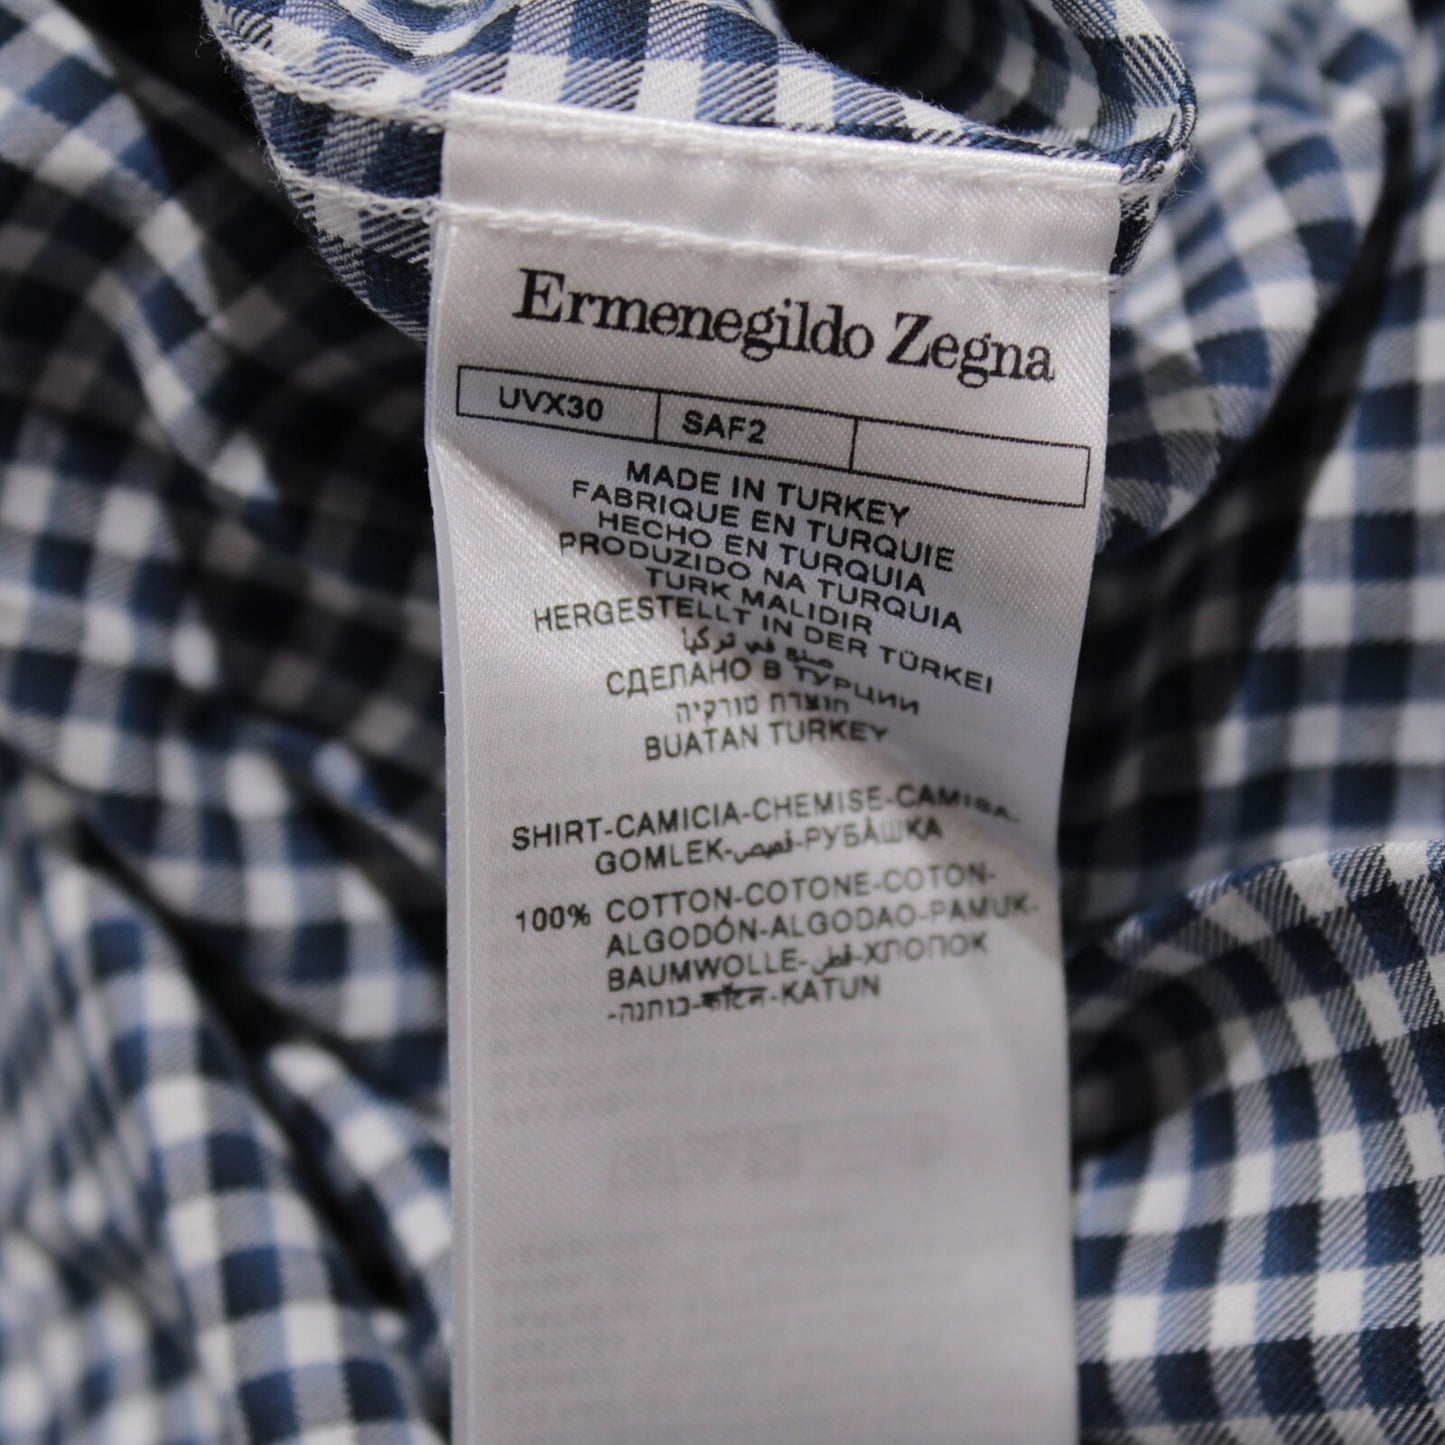 Ermenegildo Zegna
UVX30 SAF2
MADE IN TURKEY
FABRIQUE EN TURQUIE
HECHO EN TURQUIA
PRODUZIDO NA TURQUIA
TURK MALIDIR
HERGESTELLT IN DER TÜRKEI
صنع في تركيا
СДЕЛАНО В ТУРЦИИ
תוצרת טורקיה
BUATAN TURKEY
SHIRT-CAMICIA-CHEMISE-CAMISA-
GOMLEK-قميص-РУБАШКА
100% COTTON-COTONE-COTON-
ALGODÓN-ALGODAO-PAMUK-
BAUMWOLLE-قطن-ХЛОПОК
-כותנה-कॉटन-KATUN